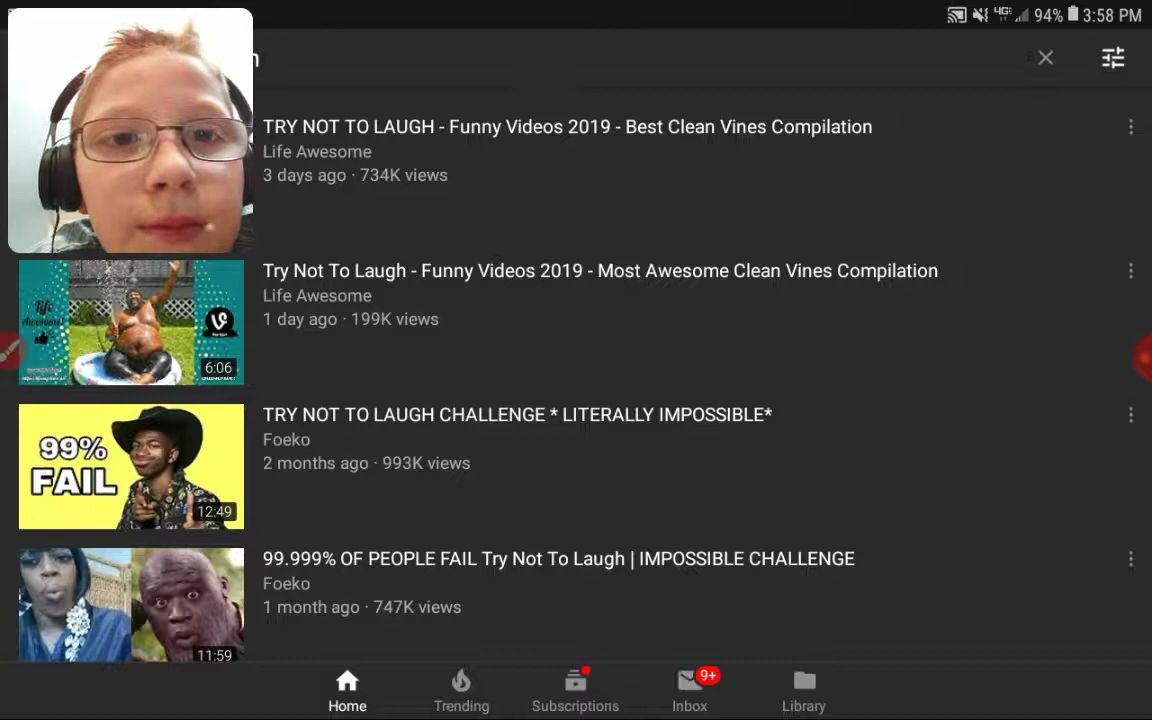 94% 3:58 PM
TRY NOT TO LAUGH - Funny Videos 2019 - Best Clean Vines Compilation
Life Awesome
3 days ago · 734K views
Try Not To Laugh - Funny Videos 2019 - Most Awesome Clean Vines Compilation
Life Awesome
1 day ago · 199K views
Life
Awesome!
6:06
TRY NOT TO LAUGH CHALLENGE * LITERALLY IMPOSSIBLE*
Foeko
2 months ago · 993K views
99%
FAIL
12:49
99.999% OF PEOPLE FAIL Try Not To Laugh | IMPOSSIBLE CHALLENGE
Foeko
1 month ago · 747K views
11:59
9+
Home Trending Subscriptions Inbox Library